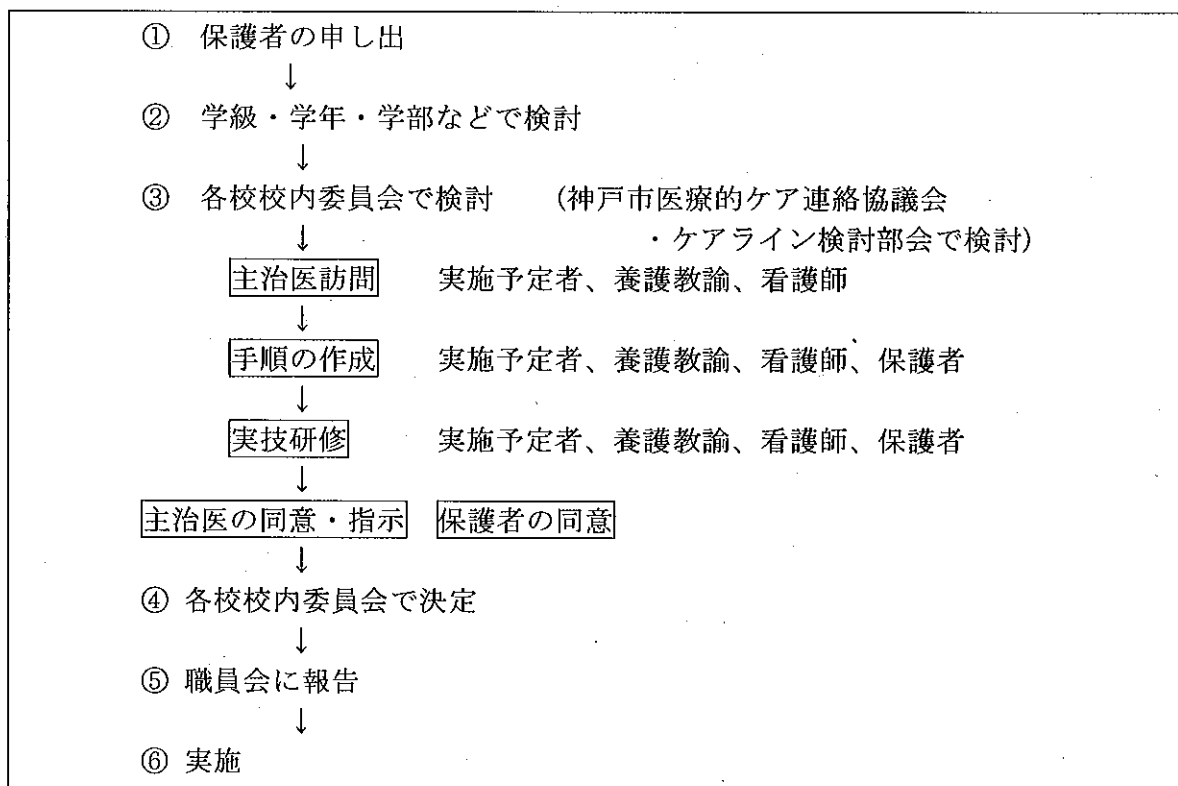 ① 保護者の申し出
↓
② 学級・学年・学部などで検討
↓
③ 各校校内委員会で検討 (神戸市医療的ケア連絡協議会
↓ ・ケアライン検討部会で検討)
主治医訪問 実施予定者、養護教諭、看護師
↓
手順の作成 実施予定者、養護教諭、看護師、保護者
↓
実技研修 実施予定者、養護教諭、看護師、保護者
↓
主治医の同意・指示 保護者の同意
↓
④ 各校校内委員会で決定
↓
⑤ 職員会に報告
↓
⑥ 実施